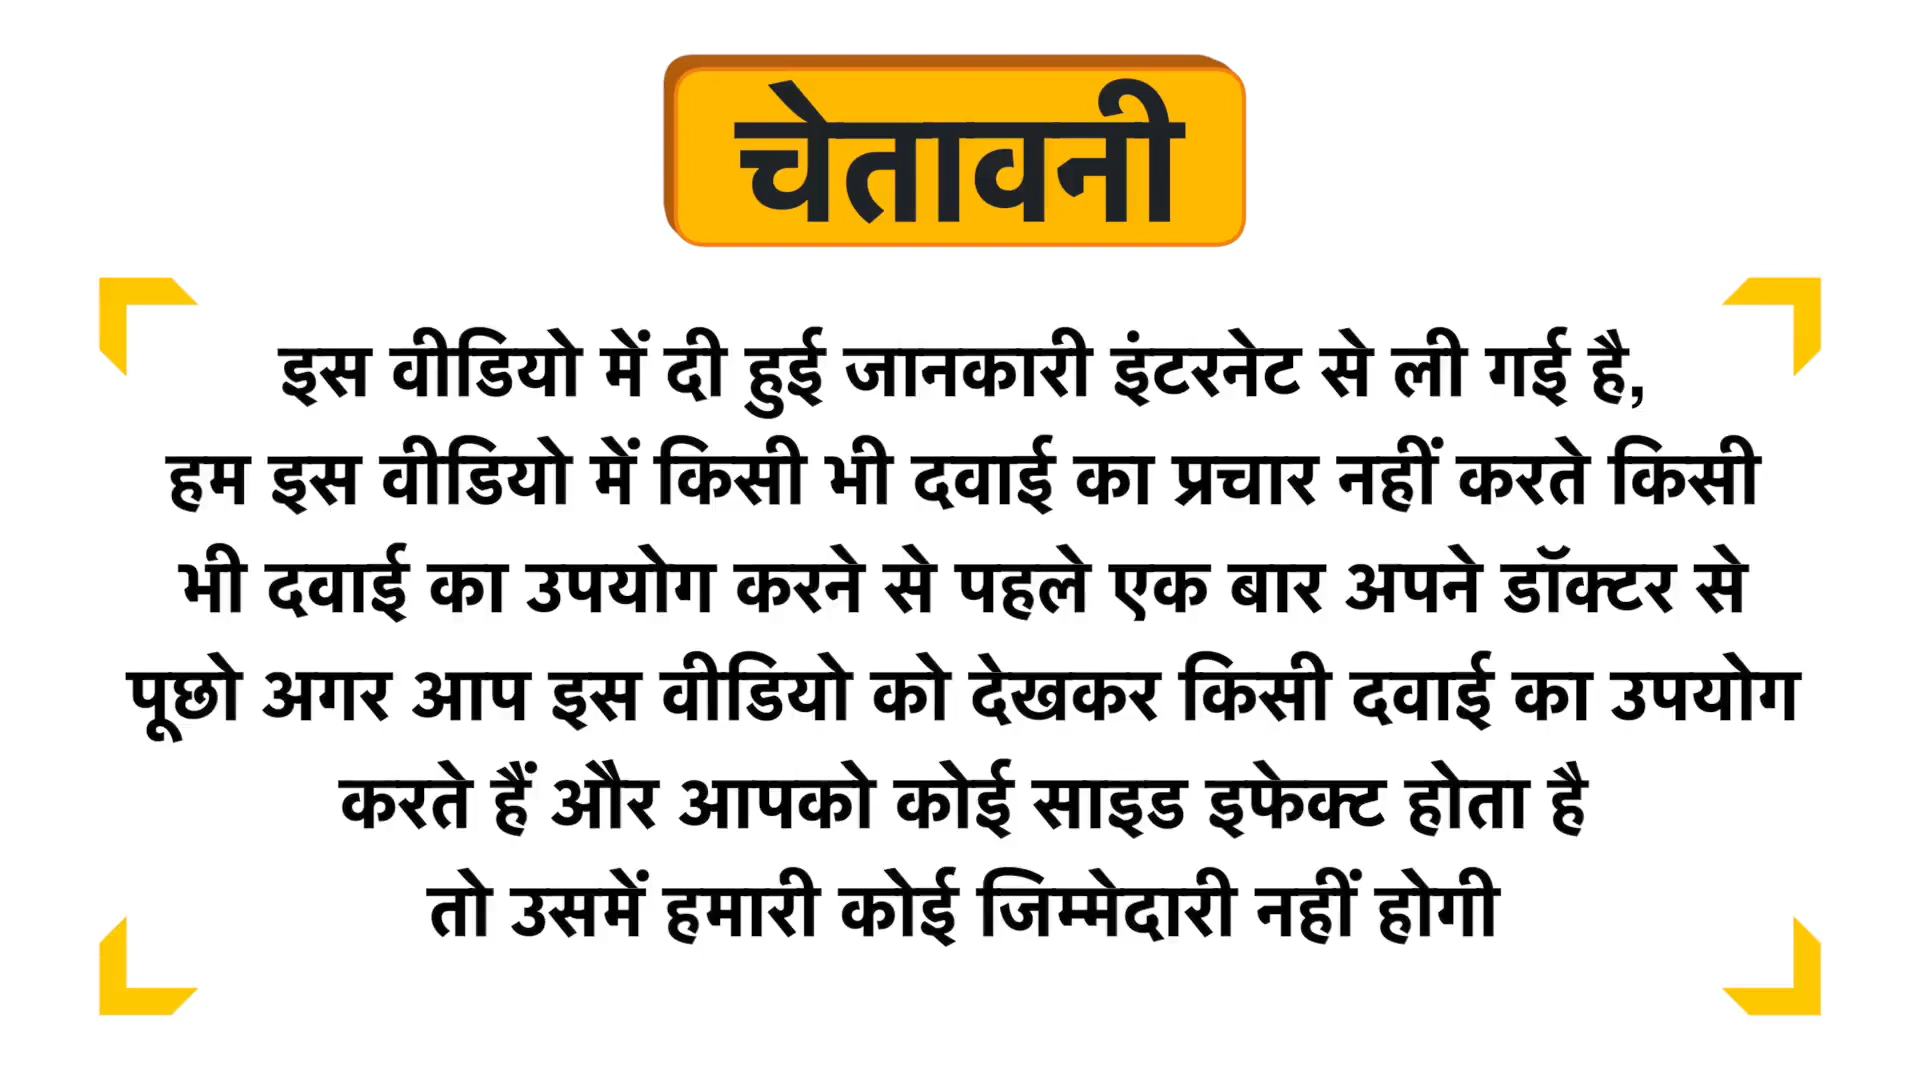 चेतावनी
इस वीडियो में दी हुई जानकारी इंटरनेट से ली गई है,
हम इस वीडियो में किसी भी दवाई का प्रचार नहीं करते किसी
भी दवाई का उपयोग करने से पहले एक बार अपने डॉक्टर से
पूछो अगर आप इस वीडियो को देखकर किसी दवाई का उपयोग
करते हैं और आपको कोई साइड इफेक्ट होता है
तो उसमें हमारी कोई जिम्मेदारी नहीं होगी